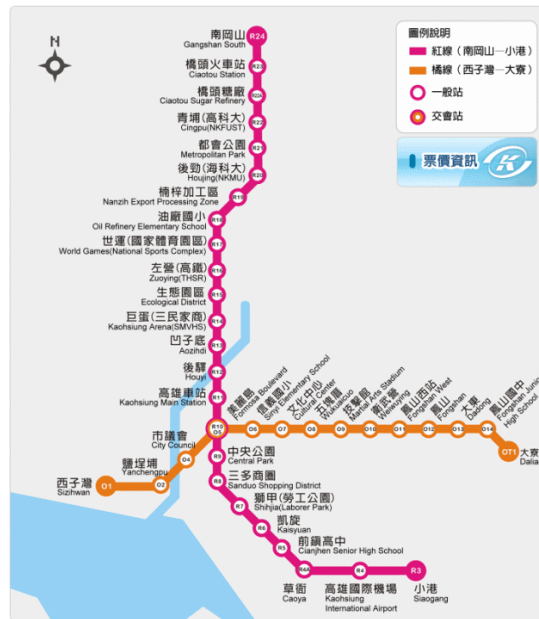 N
圖例說明
紅線（南岡山—小港）
橘線（西子灣—大寮）
一般站
交會站
票價資訊
K
南岡山
Gangshan South
R24
橋頭火車站
Ciaotou Station
R23
橋頭糖廠
Ciaotou Sugar Refinery
R22A
青埔(高科大)
Cingpu(NKFUST)
R22
都會公園
Metropolitan Park
R21
後勁(海科大)
Houjing(NKMU)
R20
楠梓加工區
Nanzih Export Processing Zone
R19
油廠國小
Oil Refinery Elementary School
R18
世運(國家體育園區)
World Games(National Sports Complex)
R17
左營(高鐵)
Zuoying(THSR)
R16
生態園區
Ecological District
R15
巨蛋(三民家商)
Kaohsiung Arena(SMVHS)
R14
凹子底
Aozihdi
R13
後驛
Houyi
R12
高雄車站
Kaohsiung Main Station
R11
美麗島
Formosa Boulevard
R10
O5
信義國小
Sinyi Elementary School
O6
文化中心
Cultural Center
O7
五塊厝
Wukuaicuo
O8
技擊館
Martial Arts Stadium
O9
衛武營
Weiwuying
O10
鳳山西站
Fongshan West
O11
鳳山
Fongshan
O12
大東
Dadong
O13
鳳山國中
Fongshan Junior
High School
O14
大寮
Dalia
OT1
市議會
City Council
O4
鹽埕埔
Yanchengpu
O2
西子灣
Sizihwan
O1
中央公園
Central Park
R9
三多商圈
Sanduo Shopping District
R8
獅甲(勞工公園)
Shihjia(Laborer Park)
R7
凱旋
Kaisyuan
R6
前鎮高中
Cianjhen Senior High School
R5
草衙
Caoya
R4A
高雄國際機場
Kaohsiung
International Airport
R4
小港
Siaogang
R3